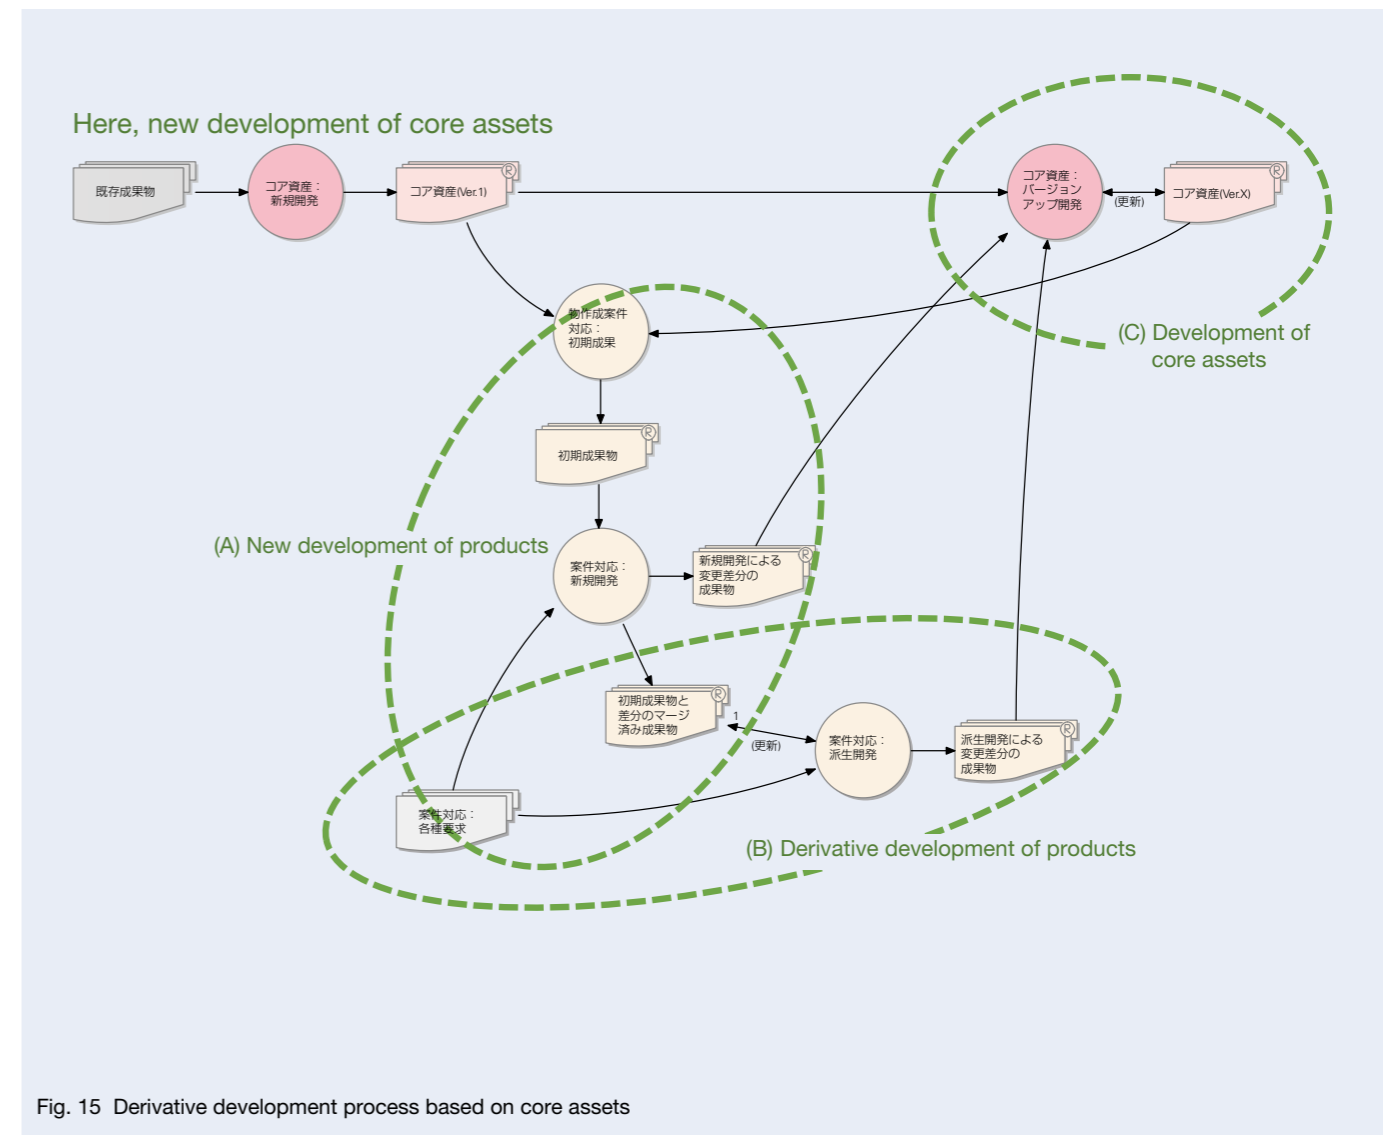 Here, new development of core assets
既存成果物
コア資産：
新規開発
コア資産(Ver.1)
R
コア資産：
バージョン
アップ開発
(更新)
コア資産(Ver.X)
R
物作成案件
対応：
初期成果
(C) Development of
core assets
初期成果物
R
(A) New development of products
案件対応：
新規開発
新規開発による
変更差分の
成果物
R
初期成果物と
差分のマージ
済み成果物
R
1
(更新)
案件対応：
派生開発
派生開発による
変更差分の
成果物
R
案件対応：
各種要求
(B) Derivative development of products
Fig. 15 Derivative development process based on core assets